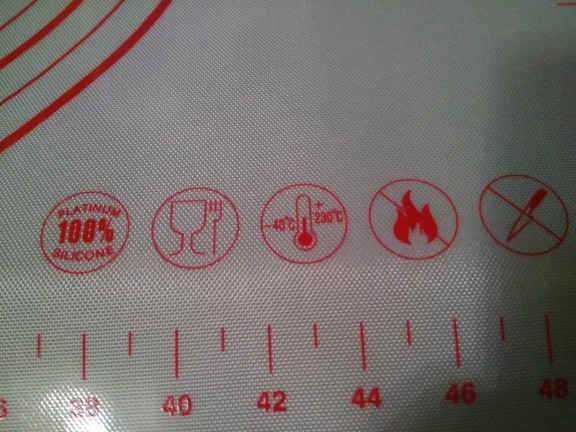 PLATINUM
100%
SILICONE
-40℃
+230℃
38 40 42 44 46 48